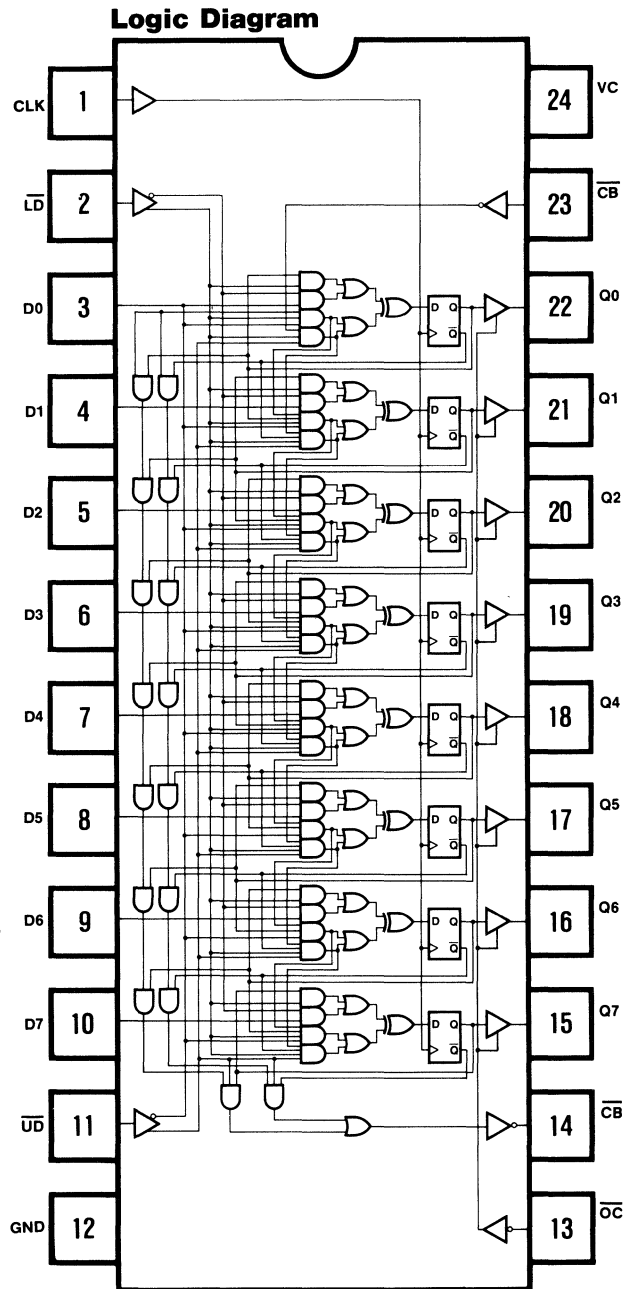 Logic Diagram
CLK 1
24 VC
LD 2
23 CB
D0 3
D Q
Q
22 Q0
D1 4
D Q
Q
21 Q1
D2 5
D Q
Q
20 Q2
D3 6
D Q
Q
19 Q3
D4 7
D Q
Q
18 Q4
D5 8
D Q
Q
17 Q5
D6 9
D Q
Q
16 Q6
D7 10
D Q
Q
15 Q7
UD 11
14 CB
GND 12
13 OC